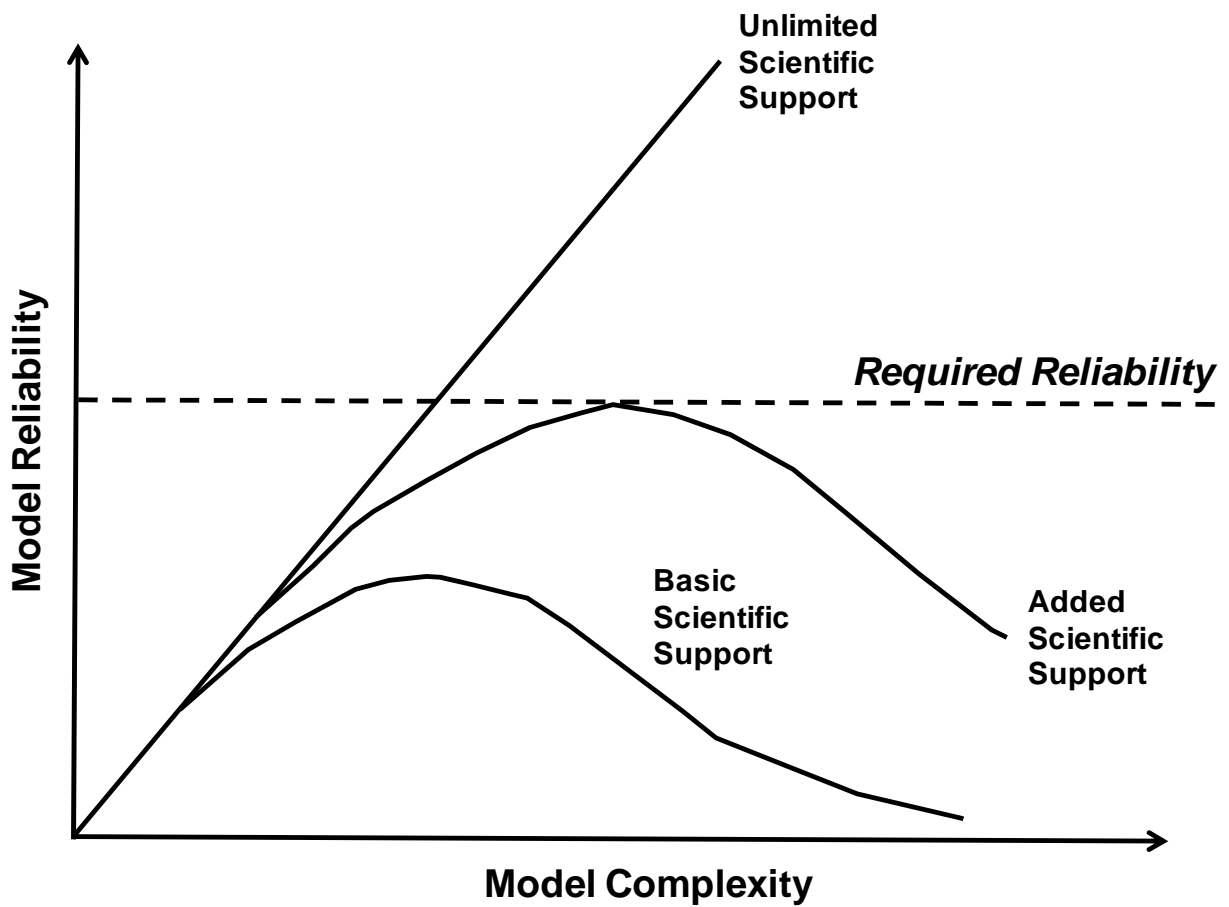 Unlimited
Scientific
Support
Model Reliability
Required Reliability
Basic
Scientific
Support
Added
Scientific
Support
Model Complexity